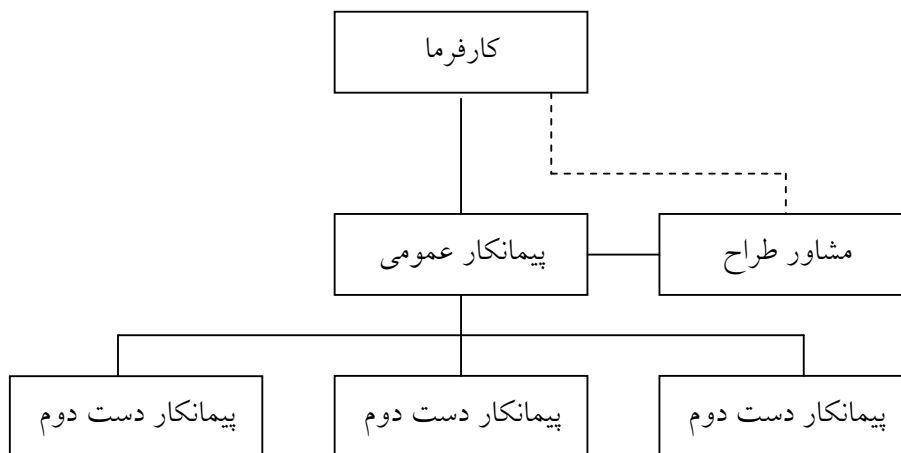 کارفرما
مشاور طراح
پیمانکار عمومی
پیمانکار دست دوم
پیمانکار دست دوم
پیمانکار دست دوم